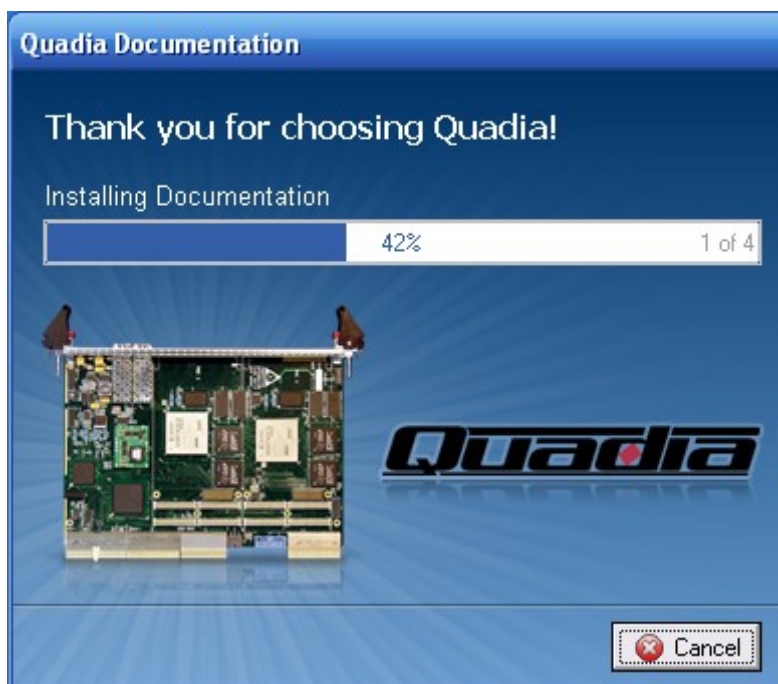 Quadia Documentation
Thank you for choosing Quadia!
Installing Documentation
42% 1 of 4
Quadia
Cancel